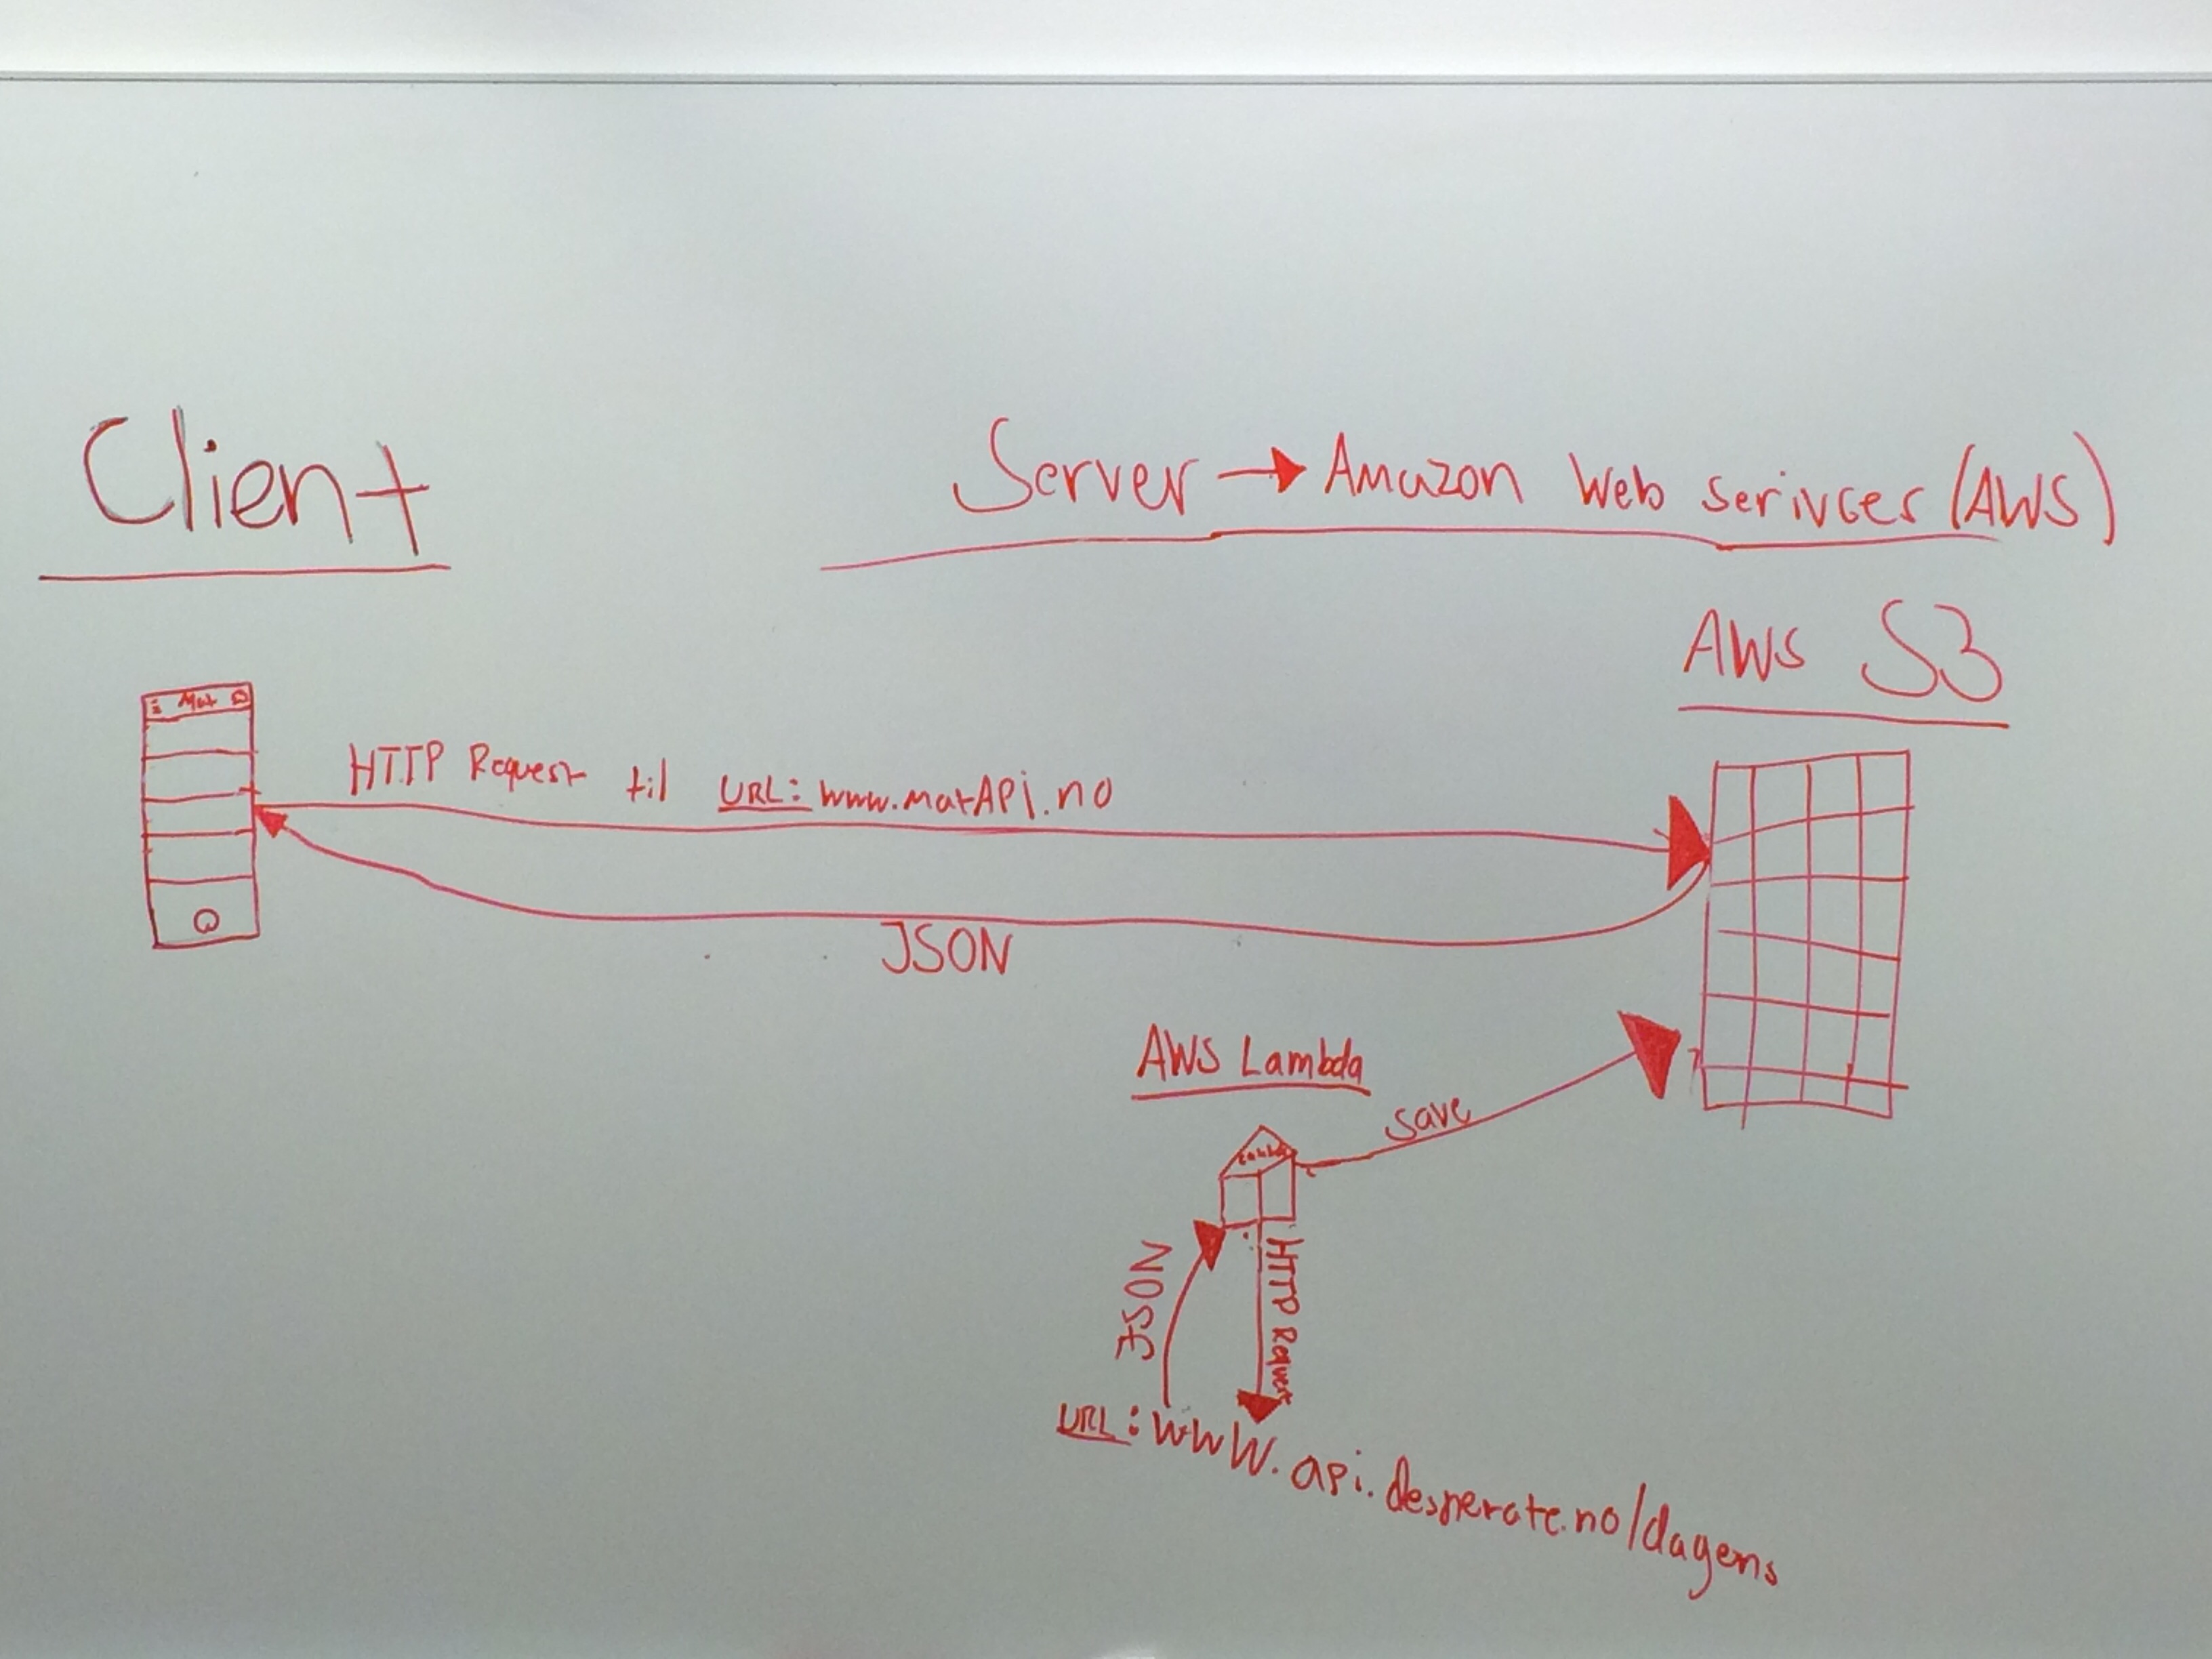 Client
Server → Amazon Web serivces (AWS)
AWS S3
Mat
HTTP Request til URL: www.matAPi.no
JSON
AWS Lambda
save
JSON
HTTP Request
URL: www.api.desperate.no/dagens